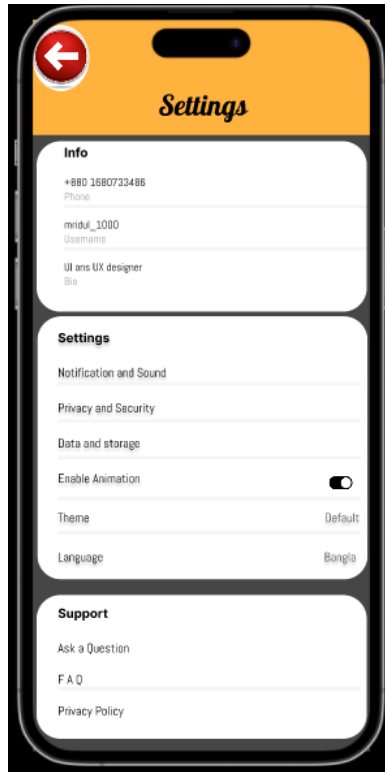 Settings
Info
+880 1680733486
Phone
mridul_1000
Username
UI ans UX designer
Bio
Settings
Notification and Sound
Privacy and Security
Data and storage
Enable Animation
Theme Default
Language Bangla
Support
Ask a Question
F A Q
Privacy Policy